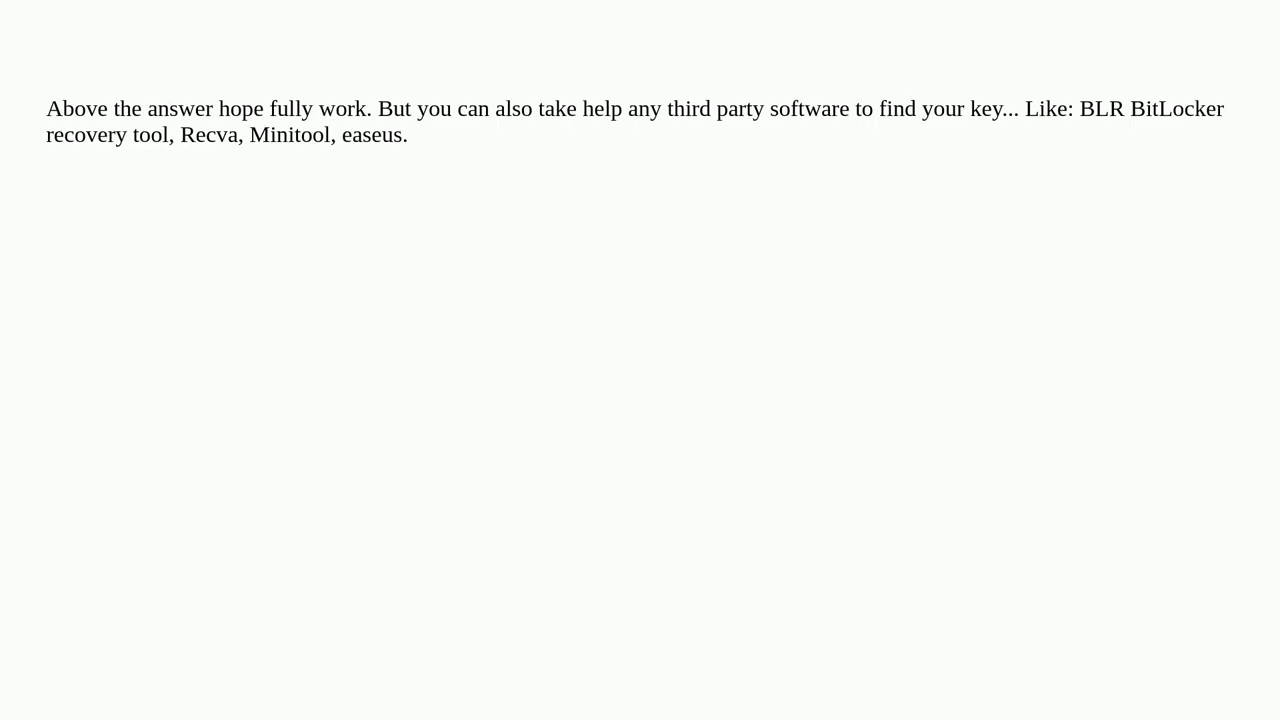 Above the answer hope fully work. But you can also take help any third party software to find your key... Like: BLR BitLocker
recovery tool, Recva, Minitool, easeus.